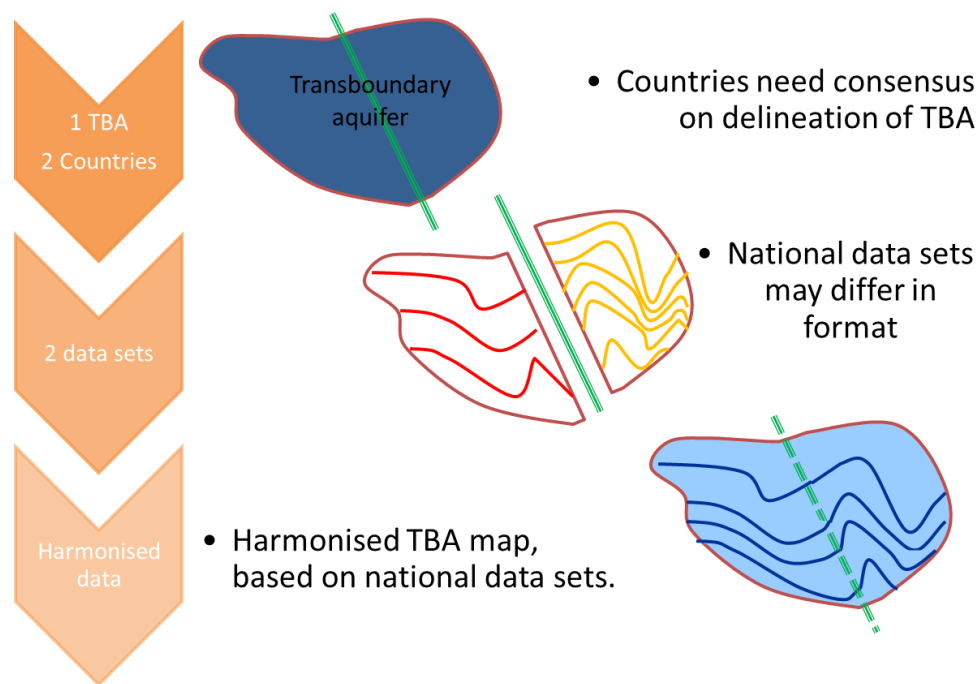 1 TBA
2 Countries
Transboundary
aquifer
• Countries need consensus
on delineation of TBA
2 data sets
• National data sets
may differ in
format
Harmonised
data
• Harmonised TBA map,
based on national data sets.